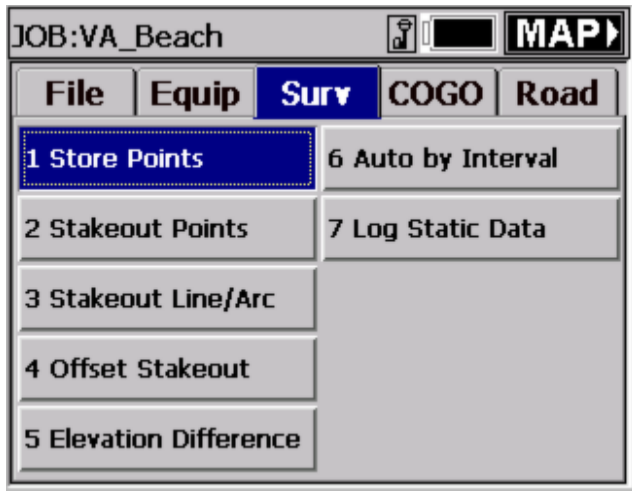 JOB:VA_Beach MAP
File Equip Surv COGO Road
1 Store Points
2 Stakeout Points
3 Stakeout Line/Arc
4 Offset Stakeout
5 Elevation Difference
6 Auto by Interval
7 Log Static Data